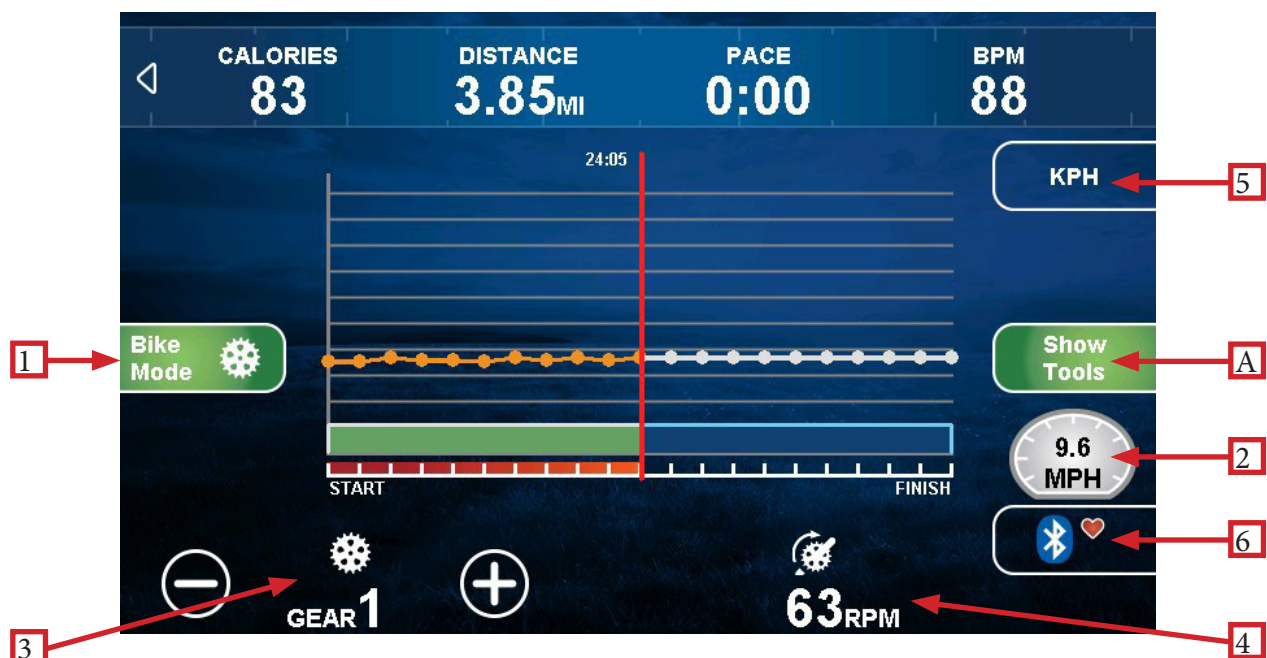 CALORIES
83
DISTANCE
3.85MI
PACE
0:00
BPM
88
24:05
KPH
5
1
Bike
Mode
Show
Tools
A
9.6
MPH
2
START
FINISH
6
3
GEAR1
63RPM
4